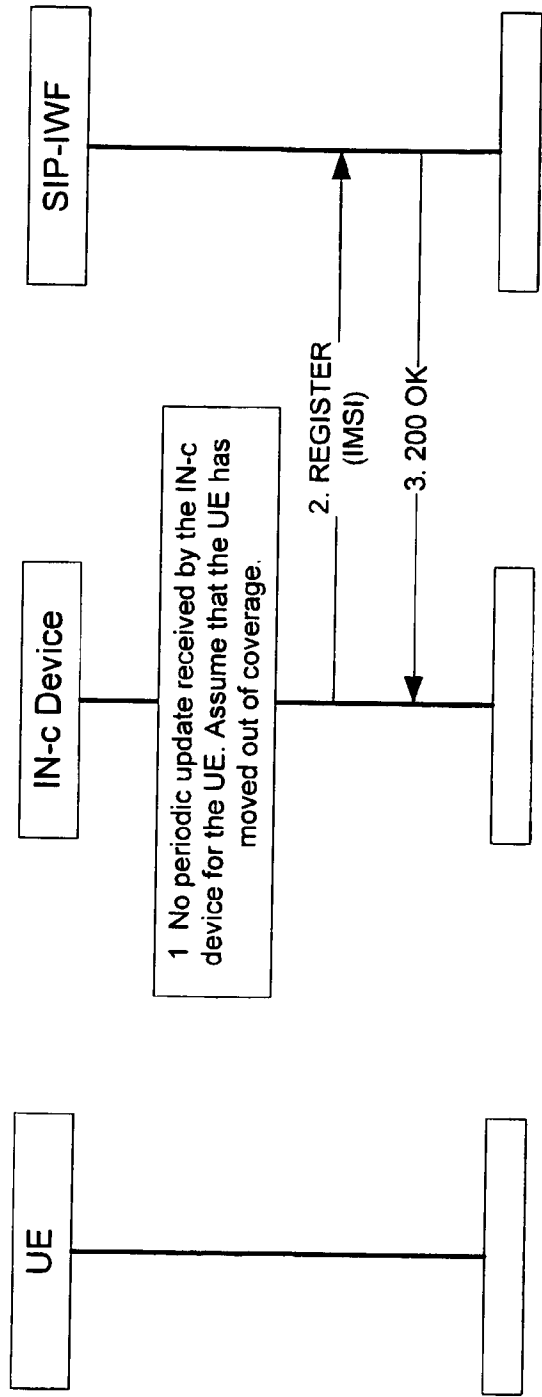 UE
IN-c Device
SIP-IWF
1 No periodic update received by the IN-c
device for the UE. Assume that the UE has
moved out of coverage.
2. REGISTER
(IMSI)
3. 200 OK